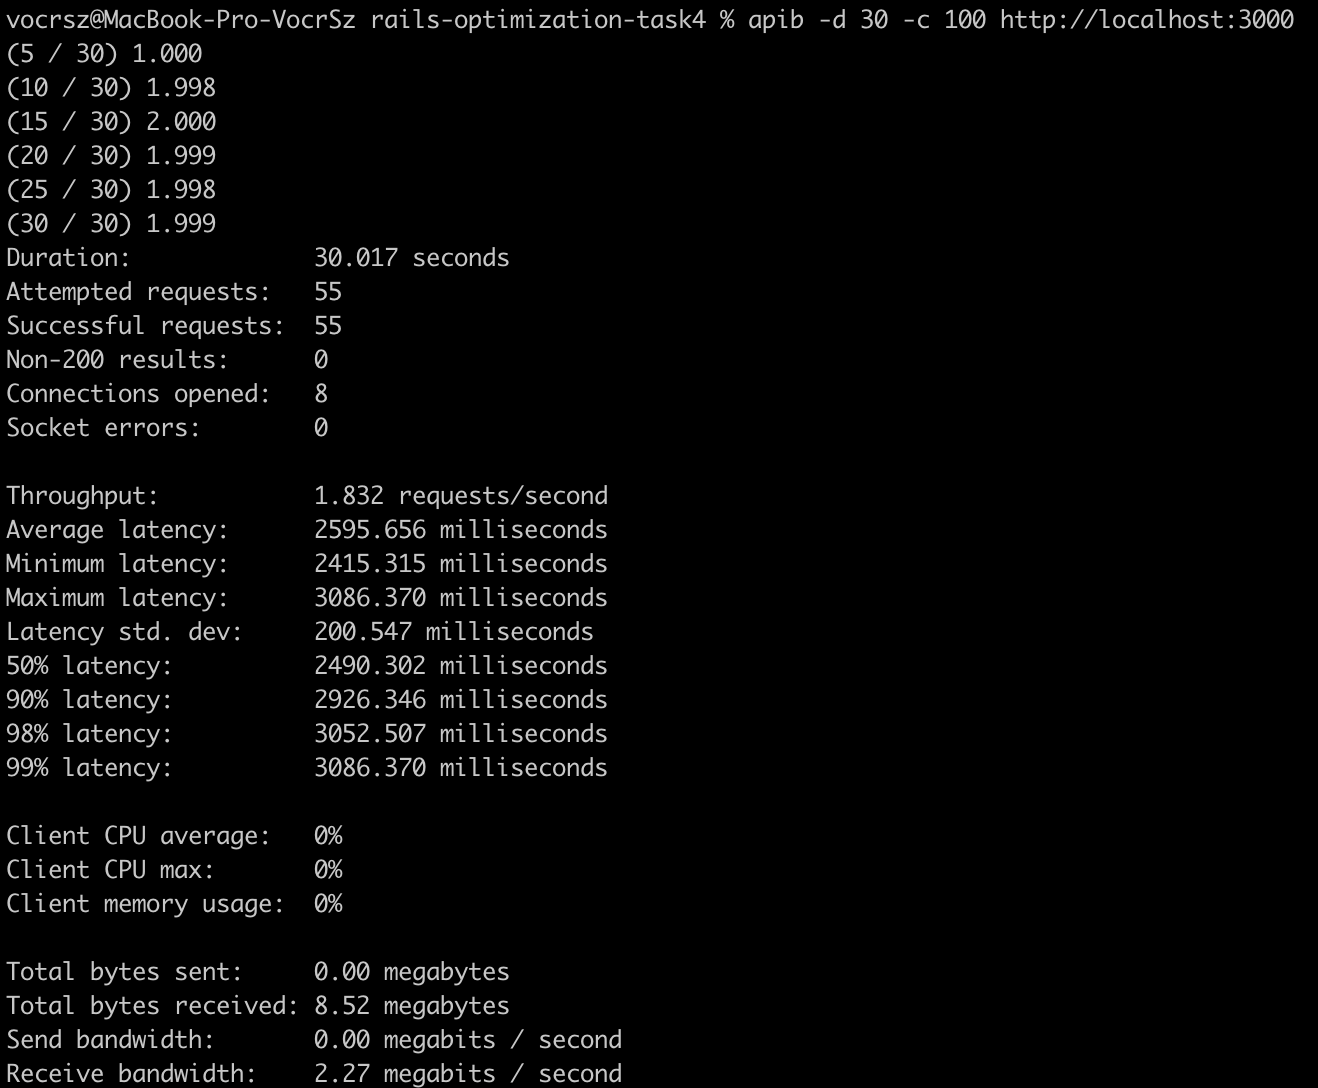 vocrsz@MacBook-Pro-VocrSz rails-optimization-task4 % apib -d 30 -c 100 http://localhost:3000
(5 / 30) 1.000
(10 / 30) 1.998
(15 / 30) 2.000
(20 / 30) 1.999
(25 / 30) 1.998
(30 / 30) 1.999
Duration: 30.017 seconds
Attempted requests: 55
Successful requests: 55
Non-200 results: 0
Connections opened: 8
Socket errors: 0
Throughput: 1.832 requests/second
Average latency: 2595.656 milliseconds
Minimum latency: 2415.315 milliseconds
Maximum latency: 3086.370 milliseconds
Latency std. dev: 200.547 milliseconds
50% latency: 2490.302 milliseconds
90% latency: 2926.346 milliseconds
98% latency: 3052.507 milliseconds
99% latency: 3086.370 milliseconds
Client CPU average: 0%
Client CPU max: 0%
Client memory usage: 0%
Total bytes sent: 0.00 megabytes
Total bytes received: 8.52 megabytes
Send bandwidth: 0.00 megabits / second
Receive bandwidth: 2.27 megabits / second